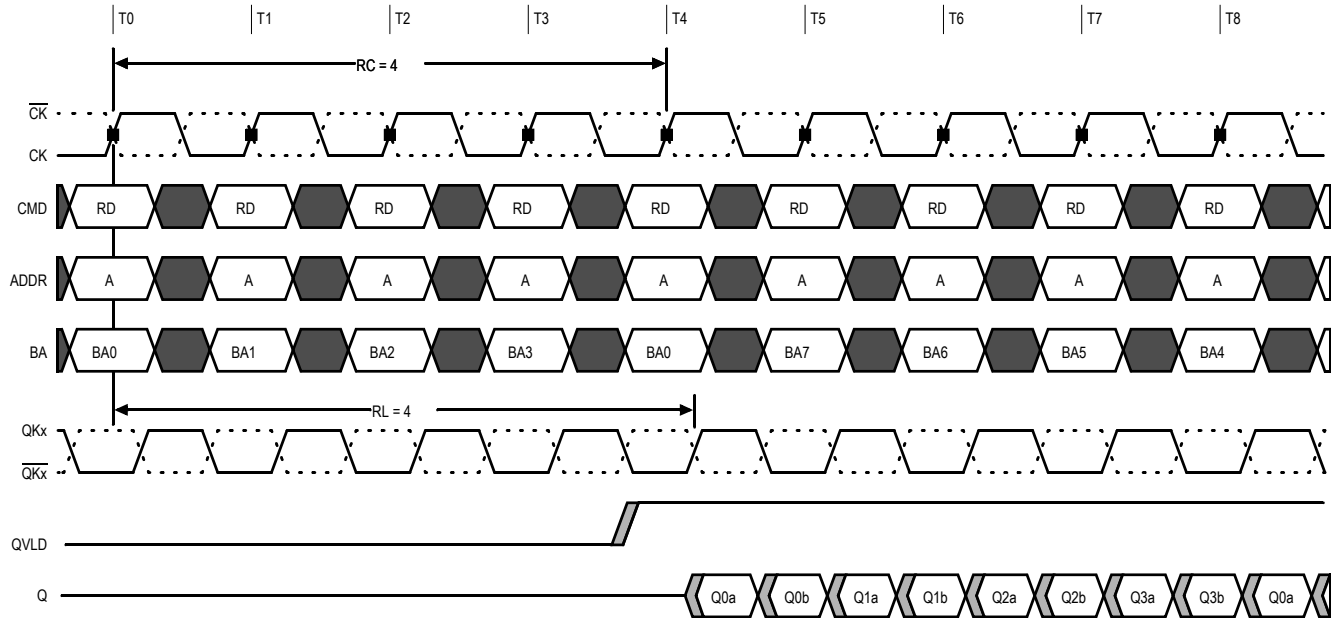 T0 T1 T2 T3 T4 T5 T6 T7 T8
RC = 4
CK
CK
CMD RD RD RD RD RD RD RD RD RD
ADDR A A A A A A A A A
BA BA0 BA1 BA2 BA3 BA0 BA7 BA6 BA5 BA4
RL = 4
QKx
QKx
QVLD
Q Q0a Q0b Q1a Q1b Q2a Q2b Q3a Q3b Q0a